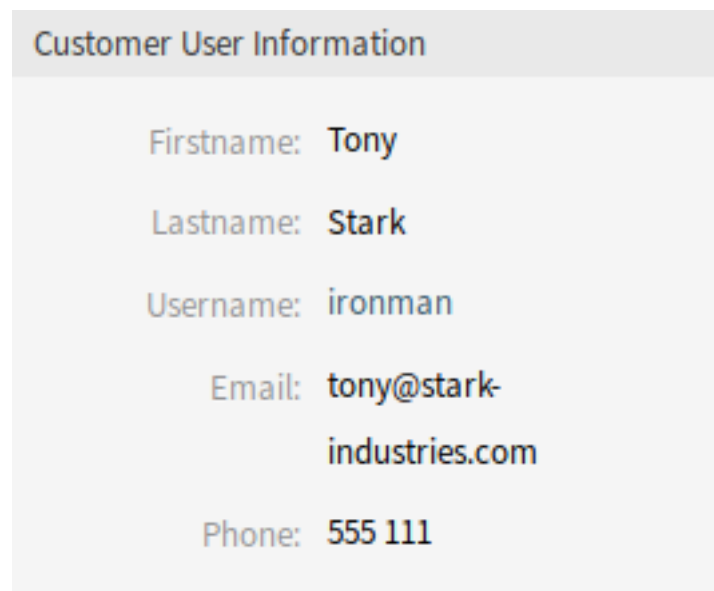 Customer User Information
Firstname: Tony
Lastname: Stark
Username: ironman
Email: tony@stark-
industries.com
Phone: 555 111